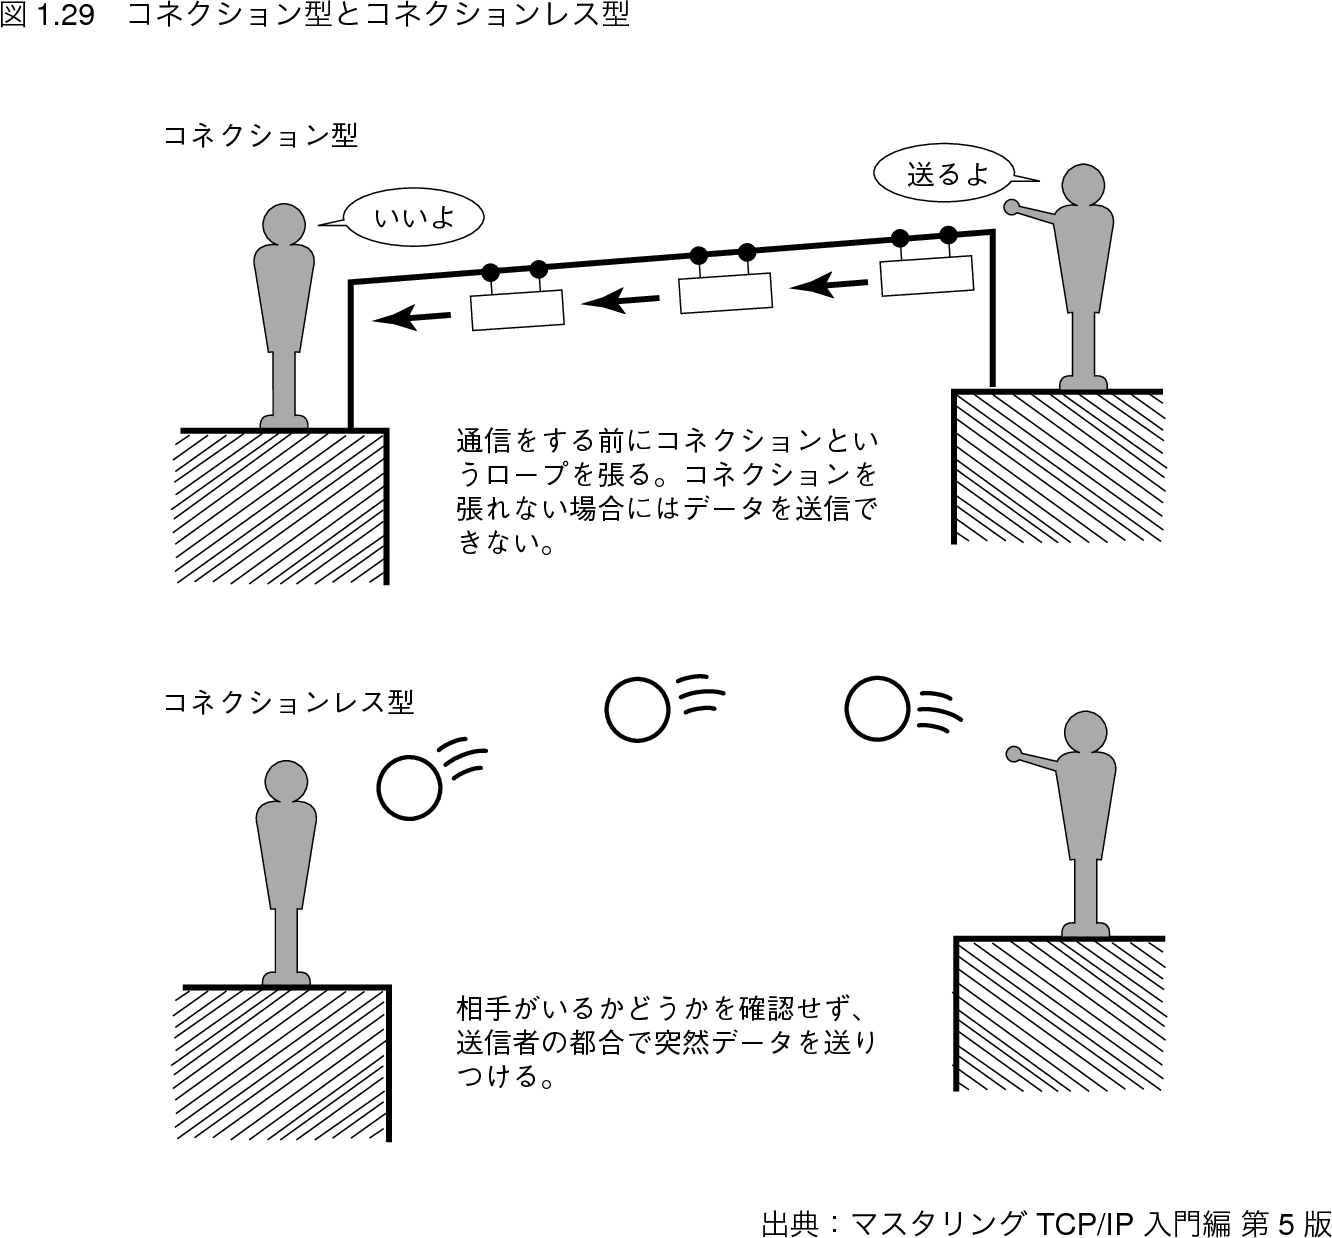 図 1.29　コネクション型とコネクションレス型
コネクション型
送るよ
いいよ
通信をする前にコネクションとい
うロープを張る。コネクションを
張れない場合にはデータを送信で
きない。
コネクションレス型
相手がいるかどうかを確認せず、
送信者の都合で突然データを送り
つける。
出典：マスタリング TCP/IP 入門編 第 5 版